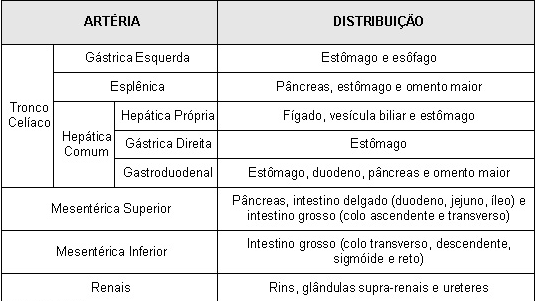 ARTÉRIA DISTRIBUIÇÃO
Gástrica Esquerda Estômago e esôfago
Esplênica Pâncreas, estômago e omento maior
Tronco
Celíaco
Hepática
Comum
Hepática Própria Fígado, vesícula biliar e estômago
Gástrica Direita Estômago
Gastroduodenal Estômago, duodeno, pâncreas e omento maior
Mesentérica Superior
Pâncreas, intestino delgado (duodeno, jejuno, íleo) e
intestino grosso (colo ascendente e transverso)
Mesentérica Inferior
Intestino grosso (colo transverso, descendente,
sigmóide e reto)
Renais Rins, glândulas supra-renais e ureteres